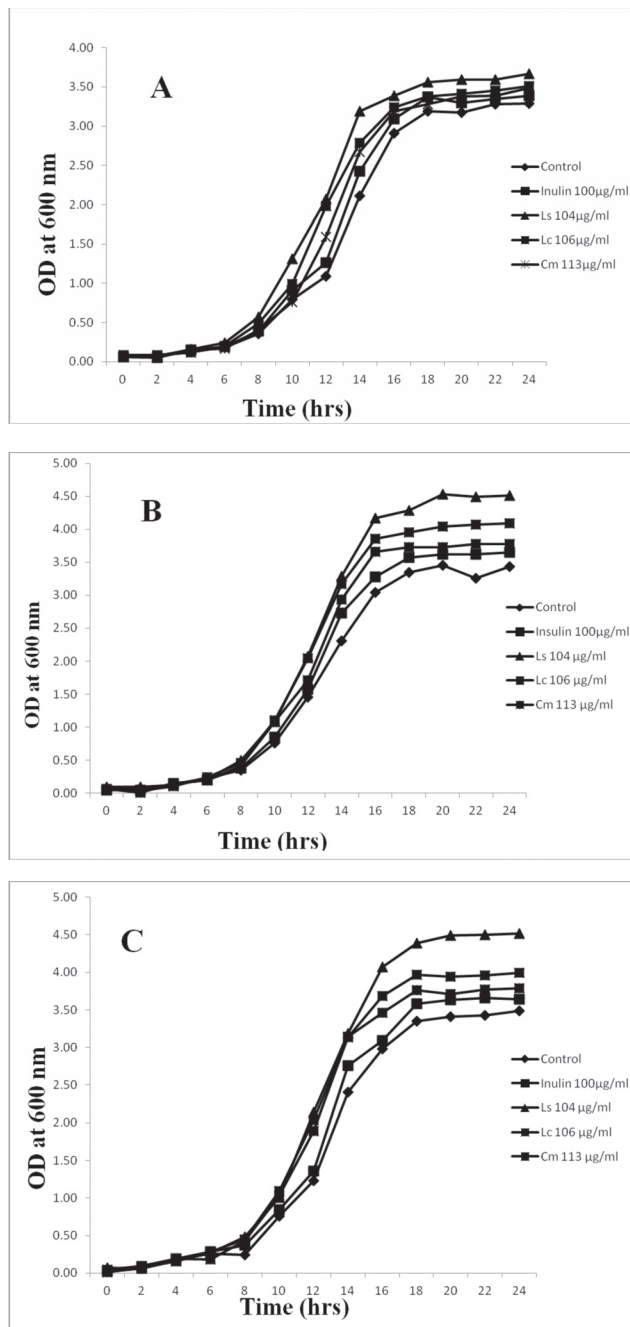 A
4.00
3.50
3.00
2.50
2.00
1.50
1.00
0.50
0.00
OD at 600 nm
0 2 4 6 8 10 12 14 16 18 20 22 24
Time (hrs)
Control
Inulin 100µg/ml
Ls 104µg/ml
Lc 106µg/ml
Cm 113µg/ml
B
5.00
4.50
4.00
3.50
3.00
2.50
2.00
1.50
1.00
0.50
0.00
OD at 600 nm
0 2 4 6 8 10 12 14 16 18 20 22 24
Time (hrs)
Control
Insulin 100µg/ml
Ls 104 µg/ml
Lc 106 µg/ml
Cm 113 µg/ml
C
5.00
4.50
4.00
3.50
3.00
2.50
2.00
1.50
1.00
0.50
0.00
OD at 600 nm
0 2 4 6 8 10 12 14 16 18 20 22 24
Time (hrs)
Control
Inulin 100µg/ml
Ls 104 µg/ml
Lc 106 µg/ml
Cm 113 µg/ml